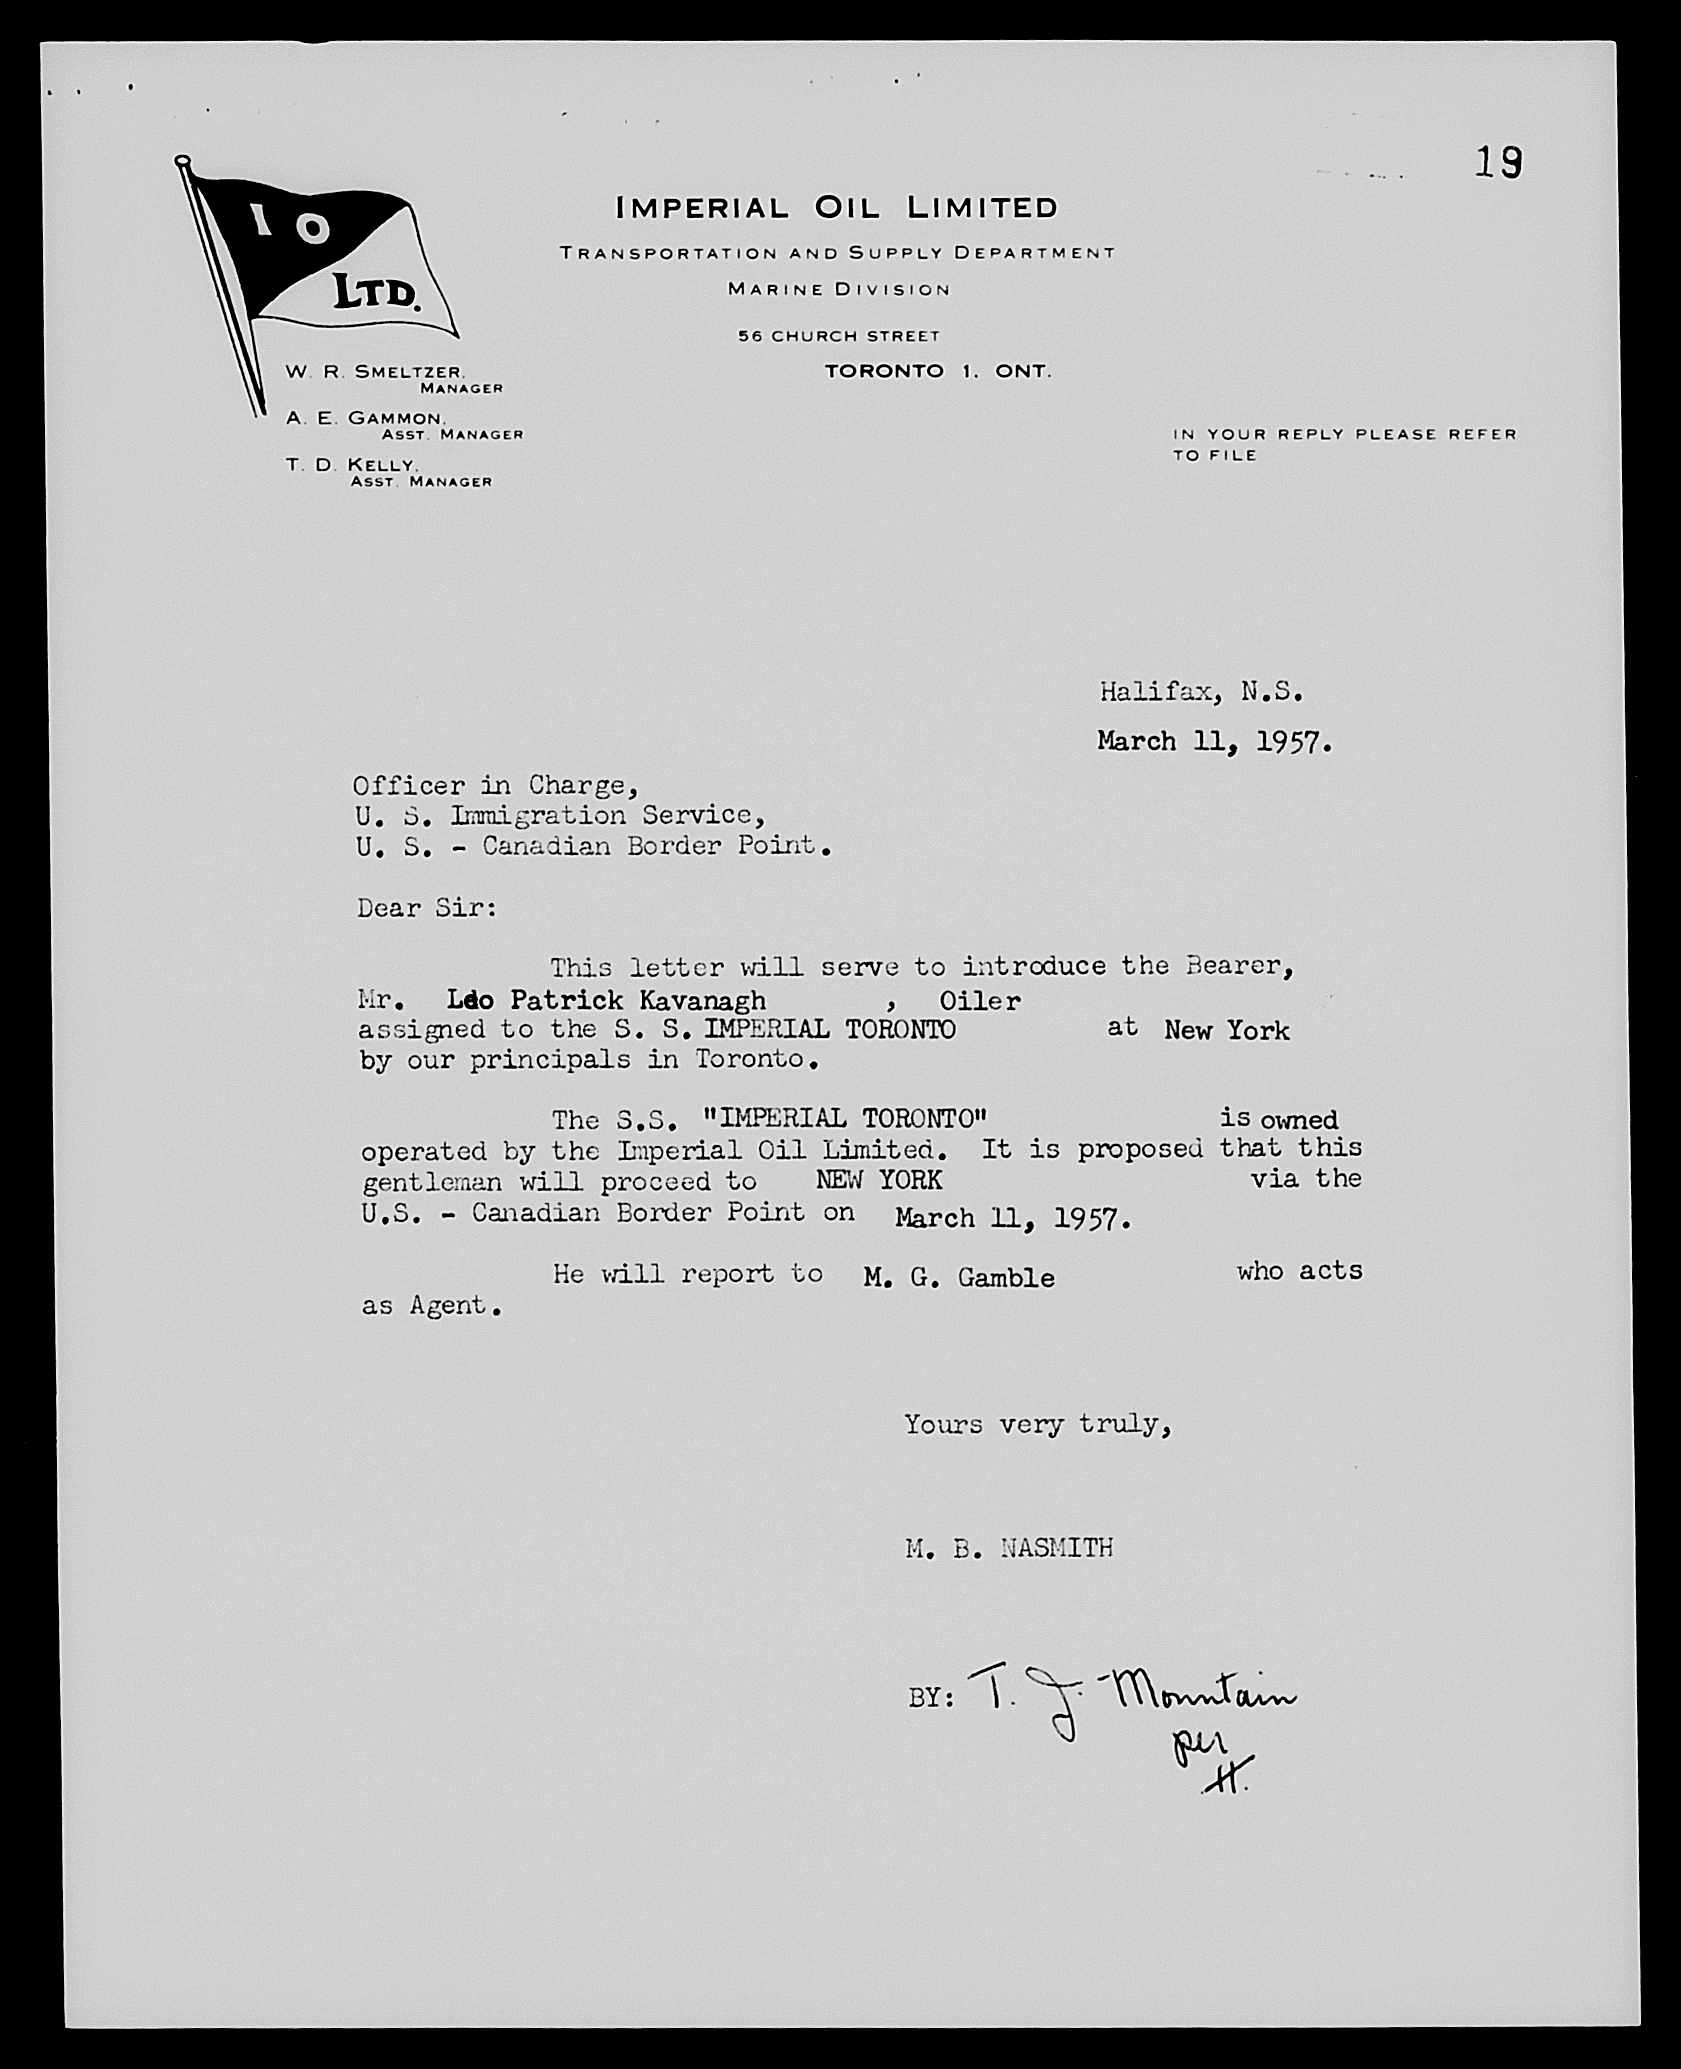 19
I O
LTD.
IMPERIAL OIL LIMITED
TRANSPORTATION AND SUPPLY DEPARTMENT
MARINE DIVISION
56 CHURCH STREET
TORONTO 1. ONT.
W. R. SMELTZER,
MANAGER
A. E. GAMMON,
ASST. MANAGER
T. D. KELLY,
ASST. MANAGER
IN YOUR REPLY PLEASE REFER
TO FILE
Halifax, N.S.
March 11, 1957.
Officer in Charge,
U. S. Immigration Service,
U. S. - Canadian Border Point.
Dear Sir:
This letter will serve to introduce the Bearer,
Mr. Leo Patrick Kavanagh , Oiler
assigned to the S. S. IMPERIAL TORONTO at New York
by our principals in Toronto.
The S.S. "IMPERIAL TORONTO" is owned
operated by the Imperial Oil Limited. It is proposed that this
gentleman will proceed to NEW YORK via the
U.S. - Canadian Border Point on March 11, 1957.
He will report to M. G. Gamble who acts
as Agent.
Yours very truly,
M. B. NASMITH
BY: T. J. Mountain
per
H.